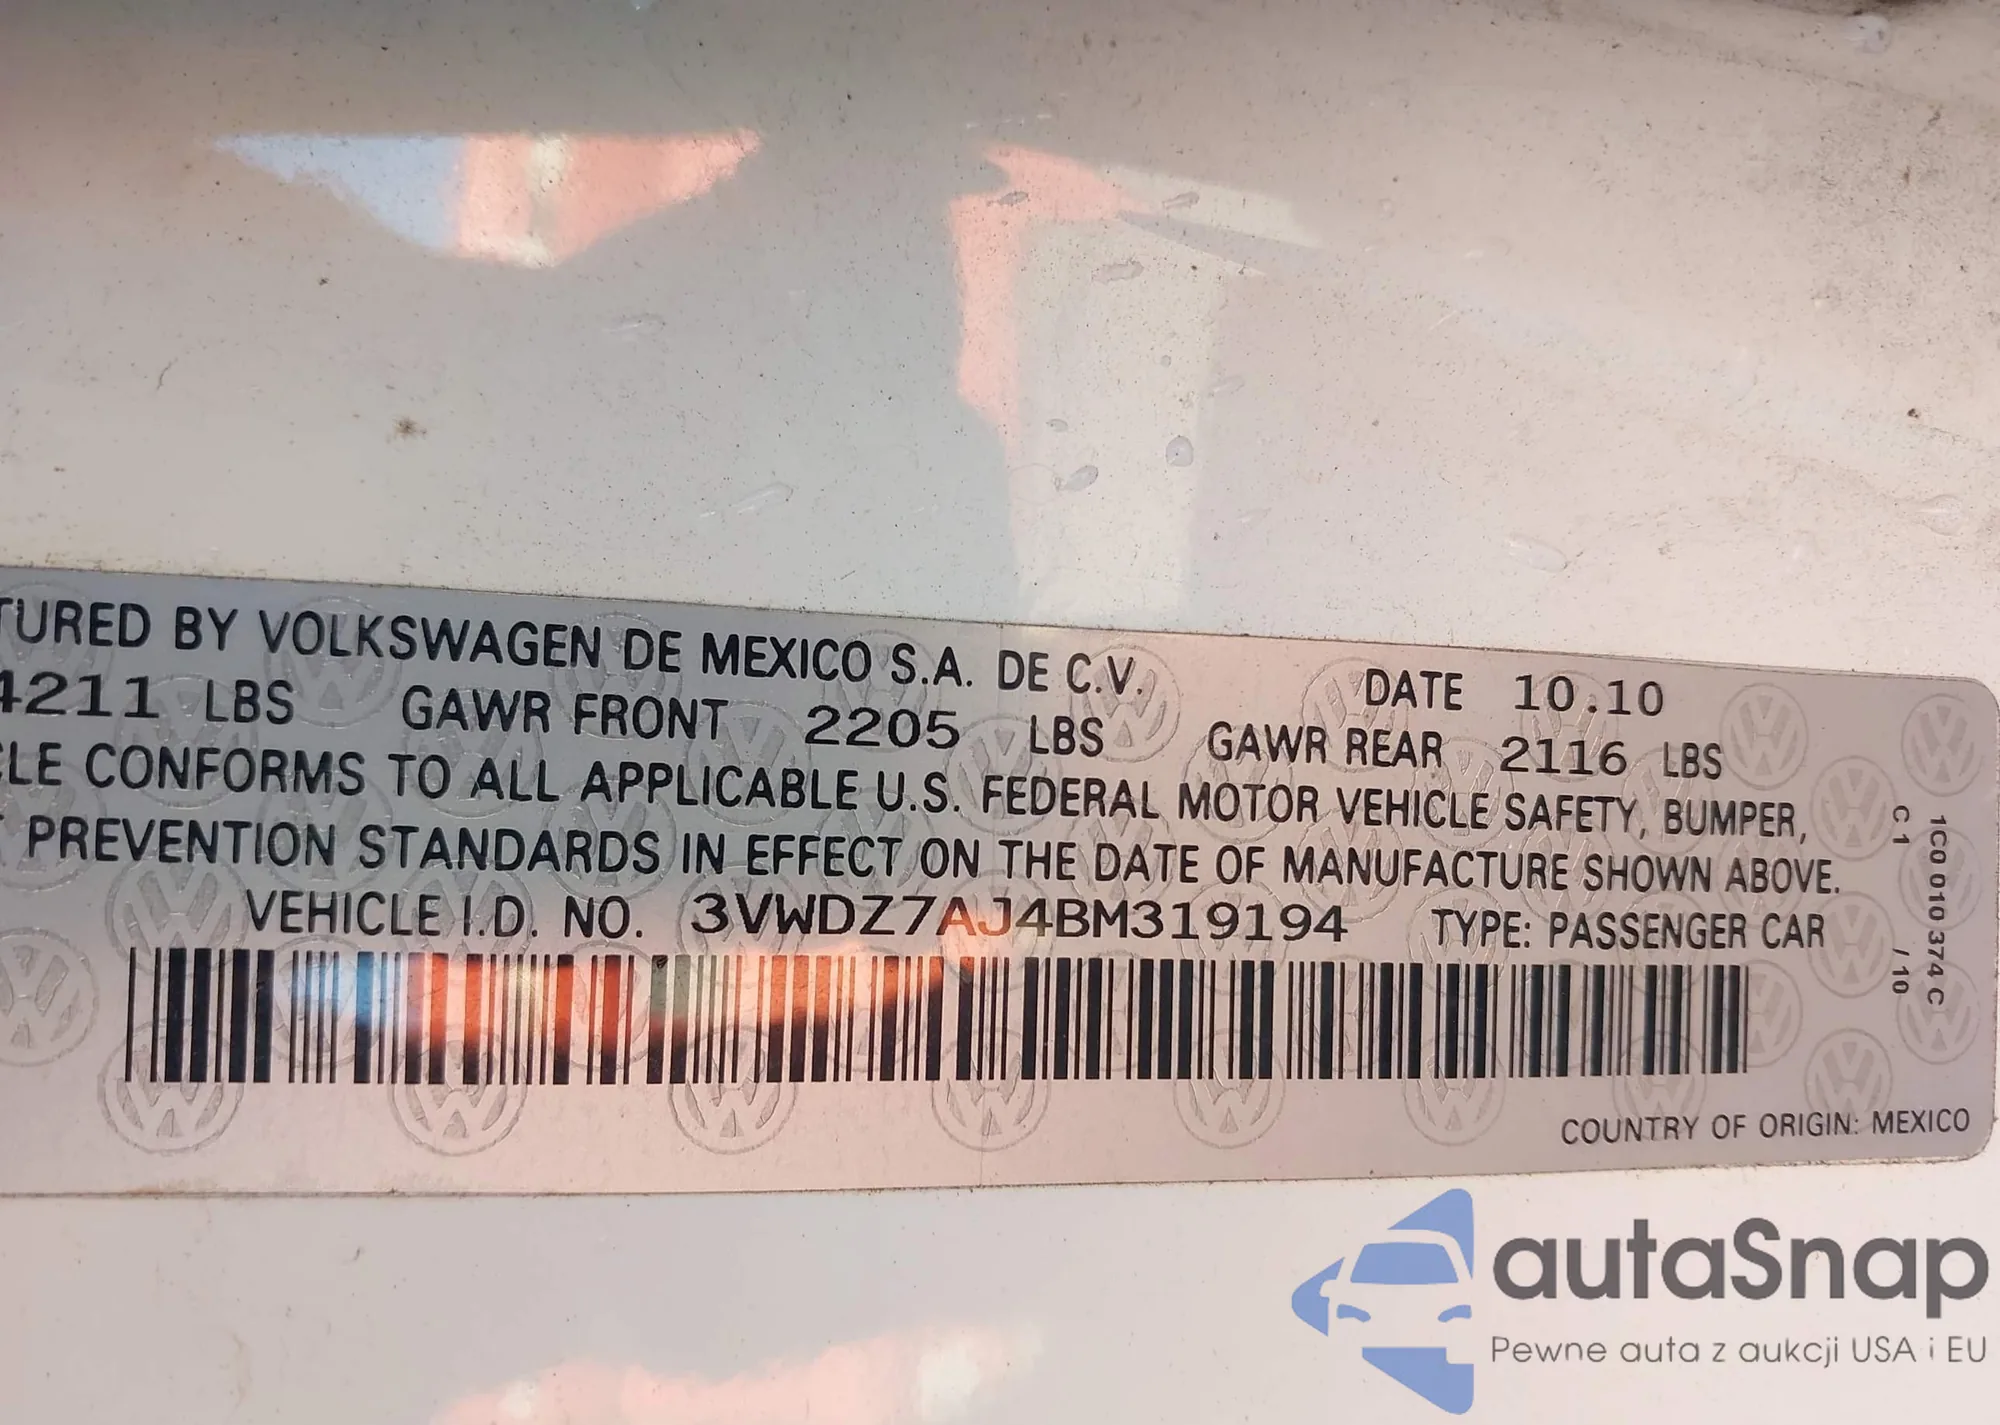 TURED BY VOLKSWAGEN DE MEXICO S.A. DE C.V. DATE 10.10
4211 LBS GAWR FRONT 2205 LBS GAWR REAR 2116 LBS
CLE CONFORMS TO ALL APPLICABLE U.S. FEDERAL MOTOR VEHICLE SAFETY, BUMPER,
PREVENTION STANDARDS IN EFFECT ON THE DATE OF MANUFACTURE SHOWN ABOVE.
VEHICLE I.D. NO. 3VWDZ7AJ4BM319194 TYPE: PASSENGER CAR
COUNTRY OF ORIGIN: MEXICO
1C0 010 374 C
C 1 / 10
autaSnap
Pewne auta z aukcji USA i EU